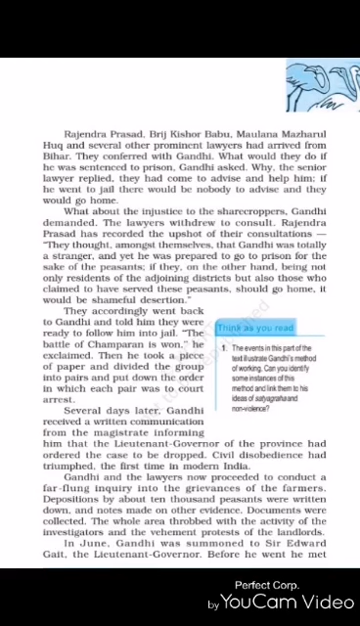 Rajendra Prasad, Brij Kishor Babu, Maulana Mazharul
Huq and several other prominent lawyers had arrived from
Bihar. They conferred with Gandhi. What would they do if
he was sentenced to prison, Gandhi asked. Why, the senior
lawyer replied, they had come to advise and help him; if
he went to jail there would be nobody to advise and they
would go home.
What about the injustice to the sharecroppers, Gandhi
demanded. The lawyers withdrew to consult. Rajendra
Prasad has recorded the upshot of their consultations —
“They thought, amongst themselves, that Gandhi was totally
a stranger, and yet he was prepared to go to prison for the
sake of the peasants; if they, on the other hand, being not
only residents of the adjoining districts but also those who
claimed to have served these peasants, should go home, it
would be shameful desertion.”
They accordingly went back
to Gandhi and told him they were
ready to follow him into jail. “The
battle of Champaran is won,” he
exclaimed. Then he took a piece
of paper and divided the group
into pairs and put down the order
in which each pair was to court
arrest.
Several days later, Gandhi
received a written communication
from the magistrate informing
Think as you read
1. The events in this part of the
text illustrate Gandhi's method
of working. Can you identify
some instances of this
method and link them to his
ideas of satyagraha and
non-violence?
him that the Lieutenant-Governor of the province had
ordered the case to be dropped. Civil disobedience had
triumphed, the first time in modern India.
Gandhi and the lawyers now proceeded to conduct a
far-flung inquiry into the grievances of the farmers.
Depositions by about ten thousand peasants were written
down, and notes made on other evidence. Documents were
collected. The whole area throbbed with the activity of the
investigators and the vehement protests of the landlords.
In June, Gandhi was summoned to Sir Edward
Gait, the Lieutenant-Governor. Before he went he met
Perfect Corp.
by YouCam Video